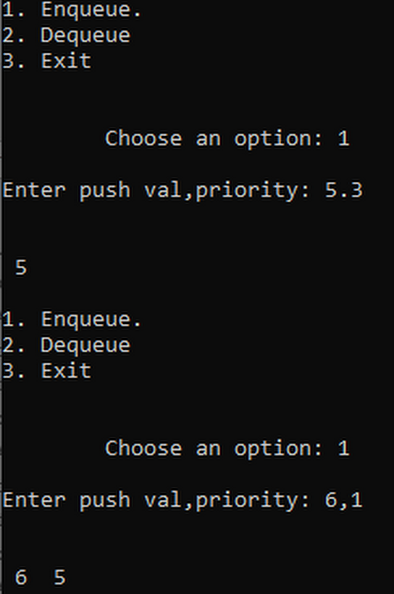 1. Enqueue.
2. Dequeue
3. Exit
Choose an option: 1
Enter push val,priority: 5.3
5
1. Enqueue.
2. Dequeue
3. Exit
Choose an option: 1
Enter push val,priority: 6,1
6 5